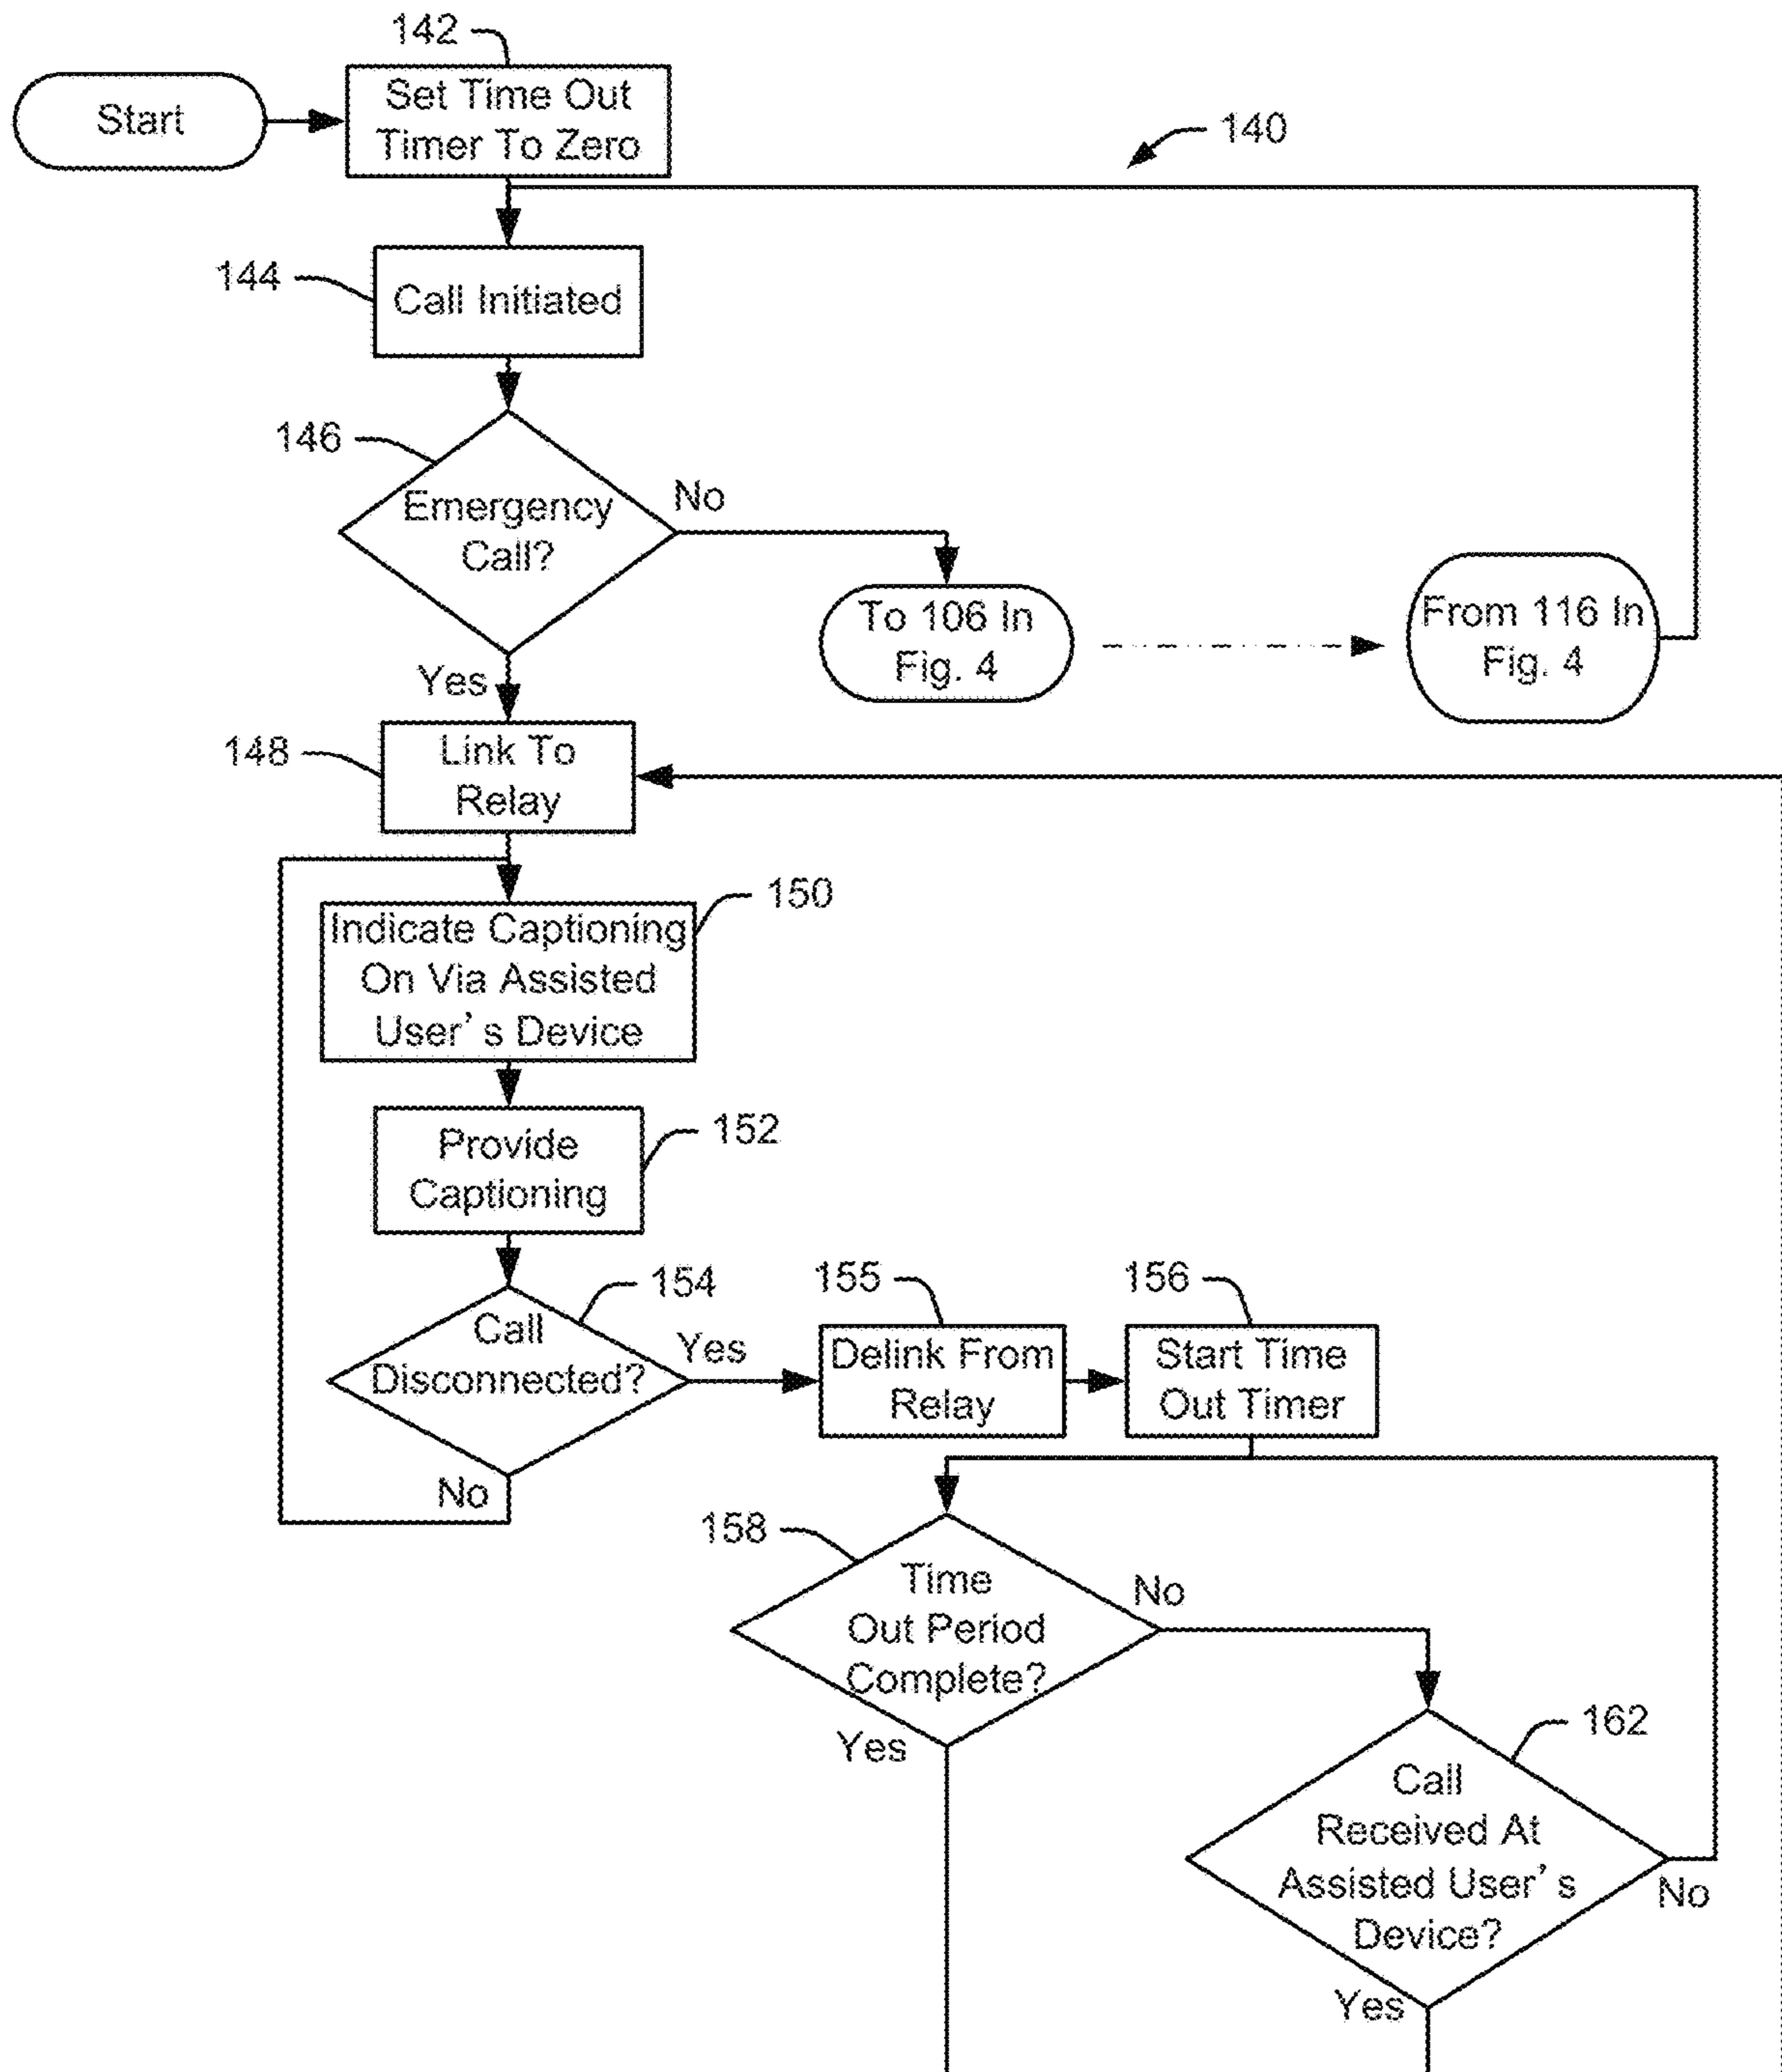 142
Start
Set Time Out
Timer To Zero
140
144
Call Initiated
146
Emergency
Call?
No
To 106 In
Fig. 4
From 116 In
Fig. 4
Yes
148
Link To
Relay
150
Indicate Captioning
On Via Assisted
User's Device
152
Provide
Captioning
154
Call
Disconnected?
Yes
No
155
Delink From
Relay
156
Start Time
Out Timer
158
Time
Out Period
Complete?
No
Yes
162
Call
Received At
Assisted User's
Device?
No
Yes